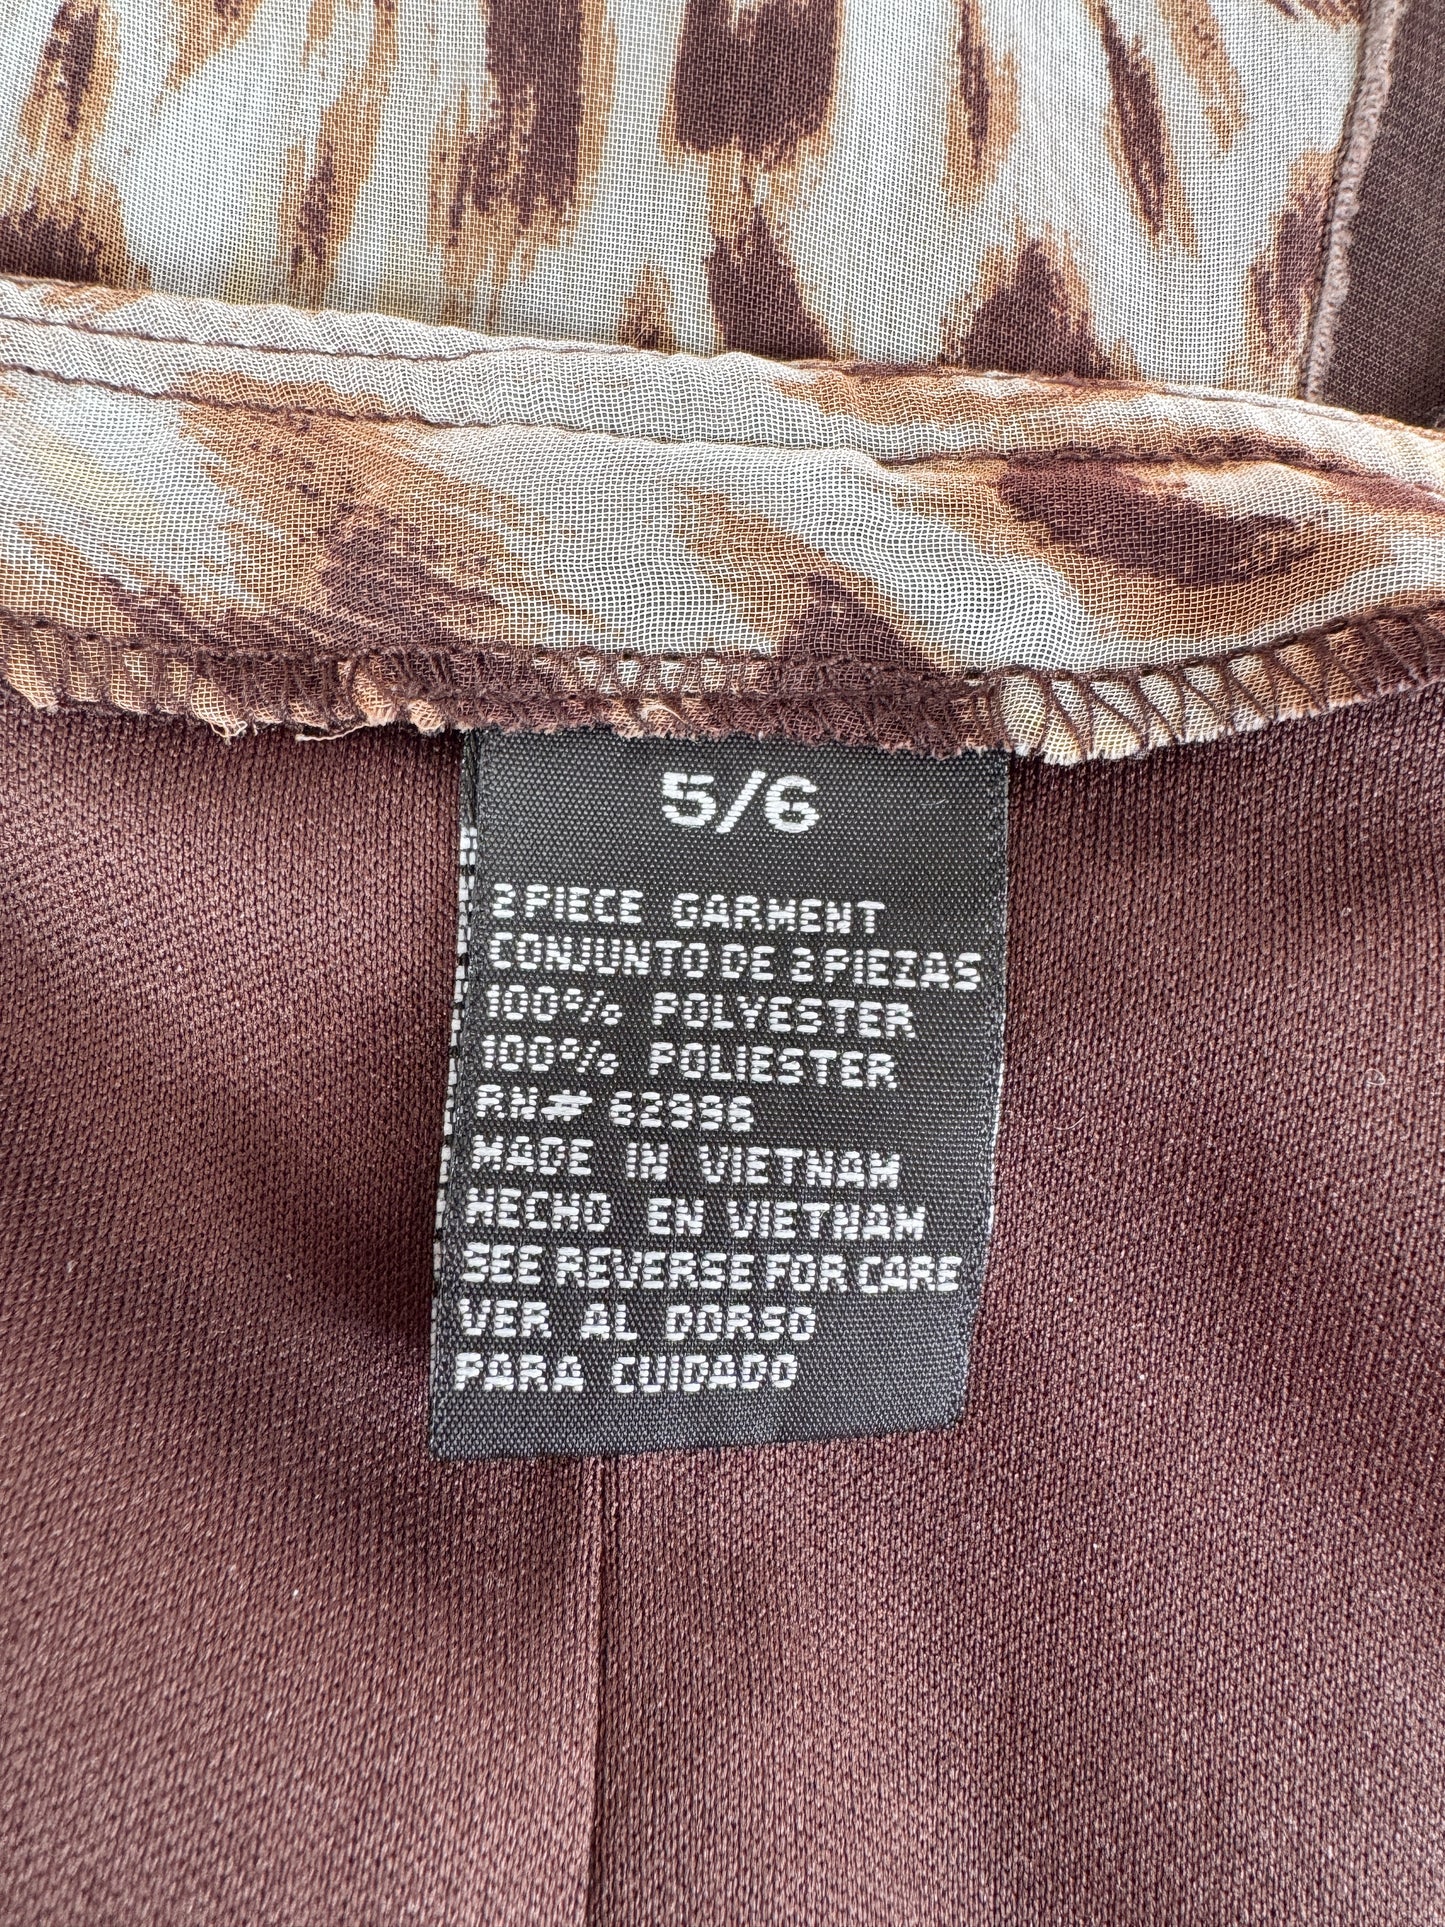 5/6
2 PIECE GARMENT
CONJUNTO DE 2 PIEZAS
100% POLYESTER
100% POLIESTER
RN#
MADE IN VIETNAM
HECHO EN VIETNAM
SEE REVERSE FOR CARE
VER AL DORSO
PARA CUIDADO